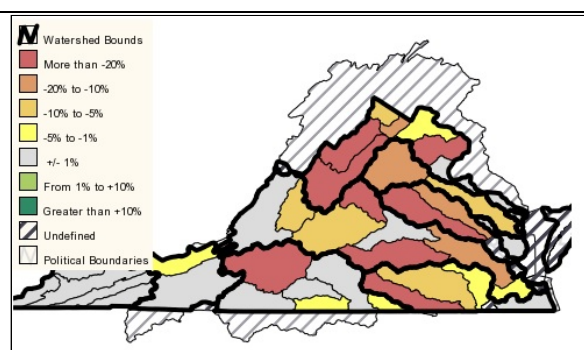 Watershed Bounds
More than -20%
-20% to -10%
-10% to -5%
-5% to -1%
+/- 1%
From 1% to +10%
Greater than +10%
Undefined
Political Boundaries